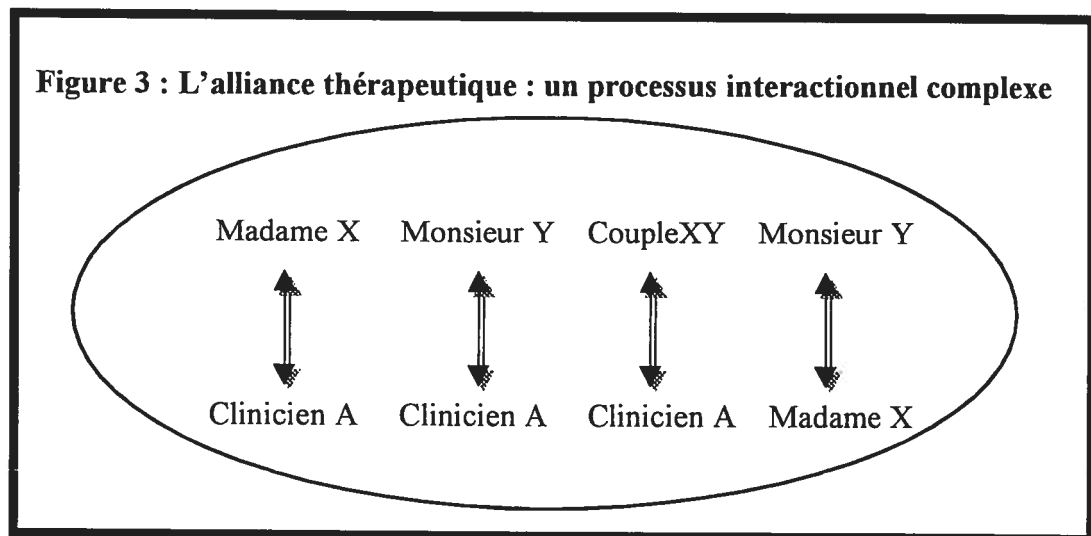 Figure 3 : L'alliance thérapeutique : un processus interactionnel complexe
Madame X Monsieur Y CoupleXY Monsieur Y
Clinicien A Clinicien A Clinicien A Madame X